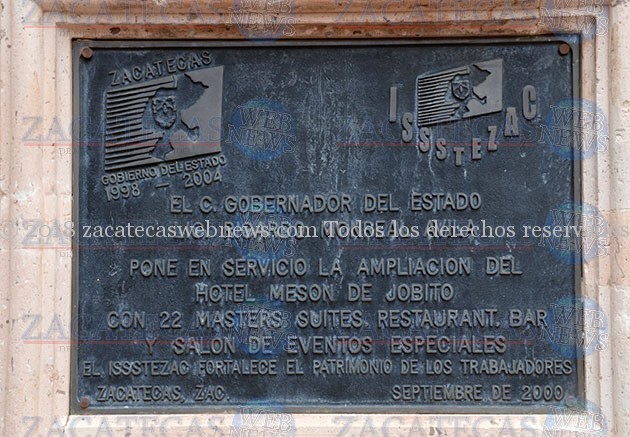 ZACATECAS
GOBIERNO DEL ESTADO
1998 - 2004
ISSSTEZAC
EL C. GOBERNADOR DEL ESTADO
zacatecaswebnews.com Todos los derechos reserv
AVILA
PONE EN SERVICIO LA AMPLIACION DEL
HOTEL MESON DE JOBITO
CON 22 MASTERS SUITES, RESTAURANT, BAR
Y SALON DE EVENTOS ESPECIALES
EL ISSSTEZAC FORTALECE EL PATRIMONIO DE LOS TRABAJADORES
ZACATECAS, ZAC. SEPTIEMBRE DE 2000